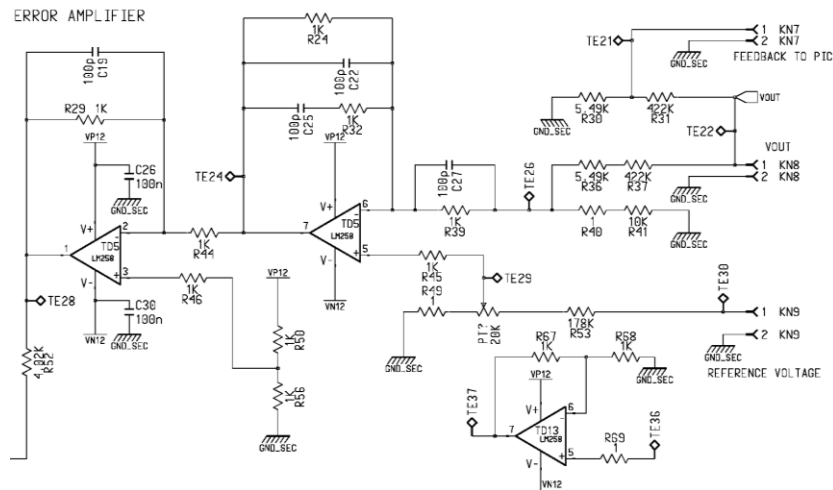 ERROR AMPLIFIER
1K
R24
TE21
1 KN7
2 KN7
GND_SEC
FEEDBACK TO PIC
100p
C19
100p
C22
R29 1K
100p
C25
1K
R32
5.49K
R30
422K
R31
VOUT
GND_SEC
TE22
VP12
C26
100n
GND_SEC
TE24
VP12
100p
C27
TE26
5.49K
R36
422K
R37
VOUT
1 KN8
2 KN8
GND_SEC
V+
1
TD5
LM258
2
3
V-
1K
R44
V+
7
TD5
LM258
6
5
V-
1K
R39
GND_SEC
1
R40
10K
R41
GND_SEC
TE28
1K
R46
VP12
VN12
1K
R45
TE29
TE30
C30
100n
GND_SEC
VN12
R49
1
PT?
20K
178K
R53
1 KN9
2 KN9
GND_SEC
REFERENCE VOLTAGE
4.02K
R52
1K
R50
1K
R56
GND_SEC
GND_SEC
R67
1K
R68
1K
GND_SEC
VP12
TE37
V+
7
TD13
LM258
6
5
V-
R69
1
TE36
VN12